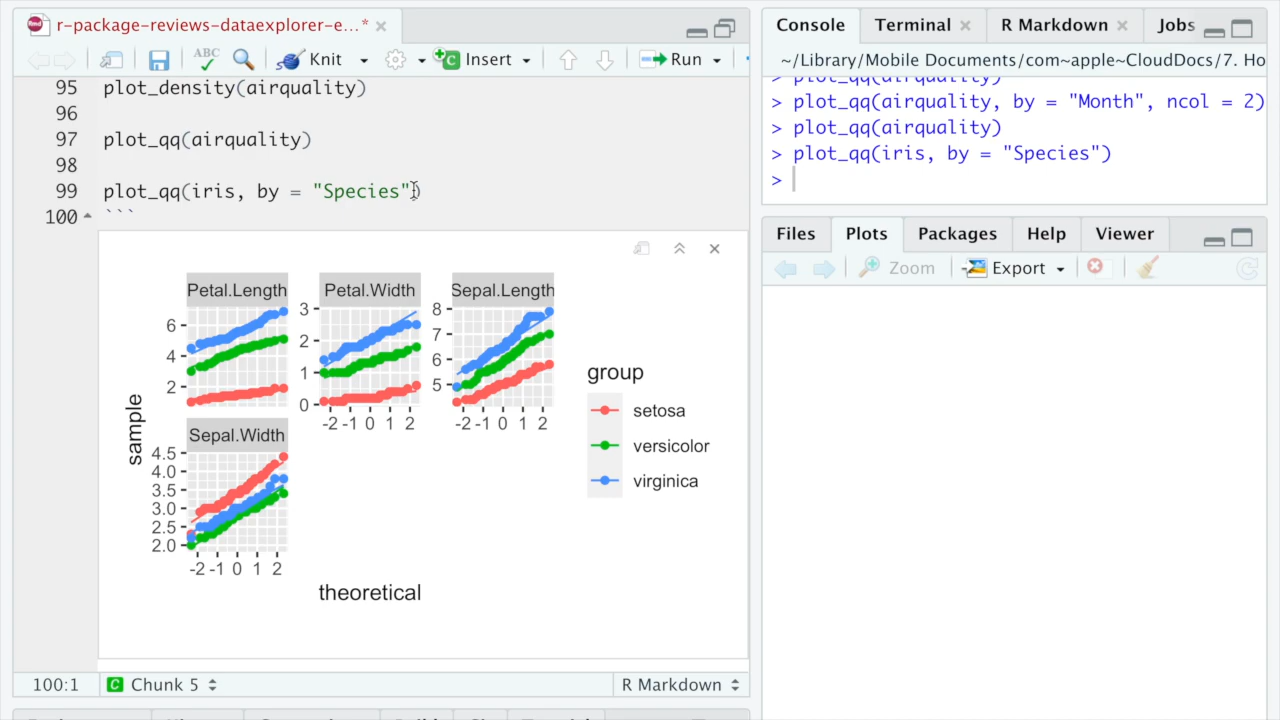 r-package-reviews-dataexplorer-e...*
ABC
Knit
Insert
Run
95 plot_density(airquality)
96
97 plot_qq(airquality)
98
99 plot_qq(iris, by = "Species")
100 ```
Petal.Length Petal.Width Sepal.Length
6
4
2
3
2
1
0
8
7
6
5
-2 -1 0 1 2
-2 -1 0 1 2
sample
Sepal.Width
4.5
4.0
3.5
3.0
2.5
2.0
-2 -1 0 1 2
theoretical
group
setosa
versicolor
virginica
100:1 C Chunk 5 R Markdown
Console Terminal R Markdown Jobs
~/Library/Mobile Documents/com~apple~CloudDocs/7. Ho
> plot_qq(airquality)
> plot_qq(airquality, by = "Month", ncol = 2)
> plot_qq(airquality)
> plot_qq(iris, by = "Species")
>
Files Plots Packages Help Viewer
Zoom Export